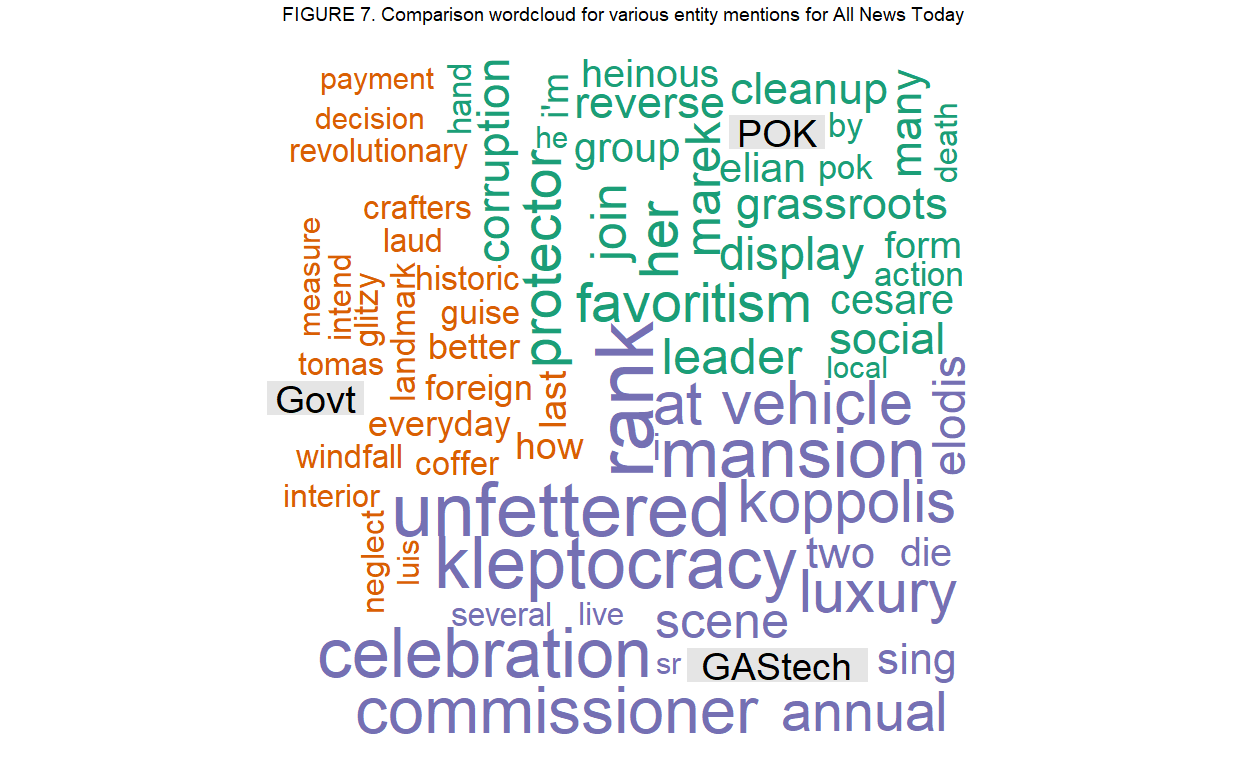 FIGURE 7. Comparison wordcloud for various entity mentions for All News Today
payment
hand
corruption
i'm
heinous
cleanup
many
decision
reverse
POK
by
death
revolutionary
he
group
marek
elian
pok
crafters
protector
join
her
grassroots
laud
display
form
measure
intend
glitzy
landmark
historic
action
guise
favoritism
cesare
better
rank
leader
social
tomas
local
Govt
foreign
last
at
vehicle
elodis
everyday
how
i
mansion
windfall
coffer
interior
unfettered
koppolis
neglect
luis
kleptocracy
two
die
luxury
several
live
scene
celebration
sr
GAStech
sing
commissioner
annual